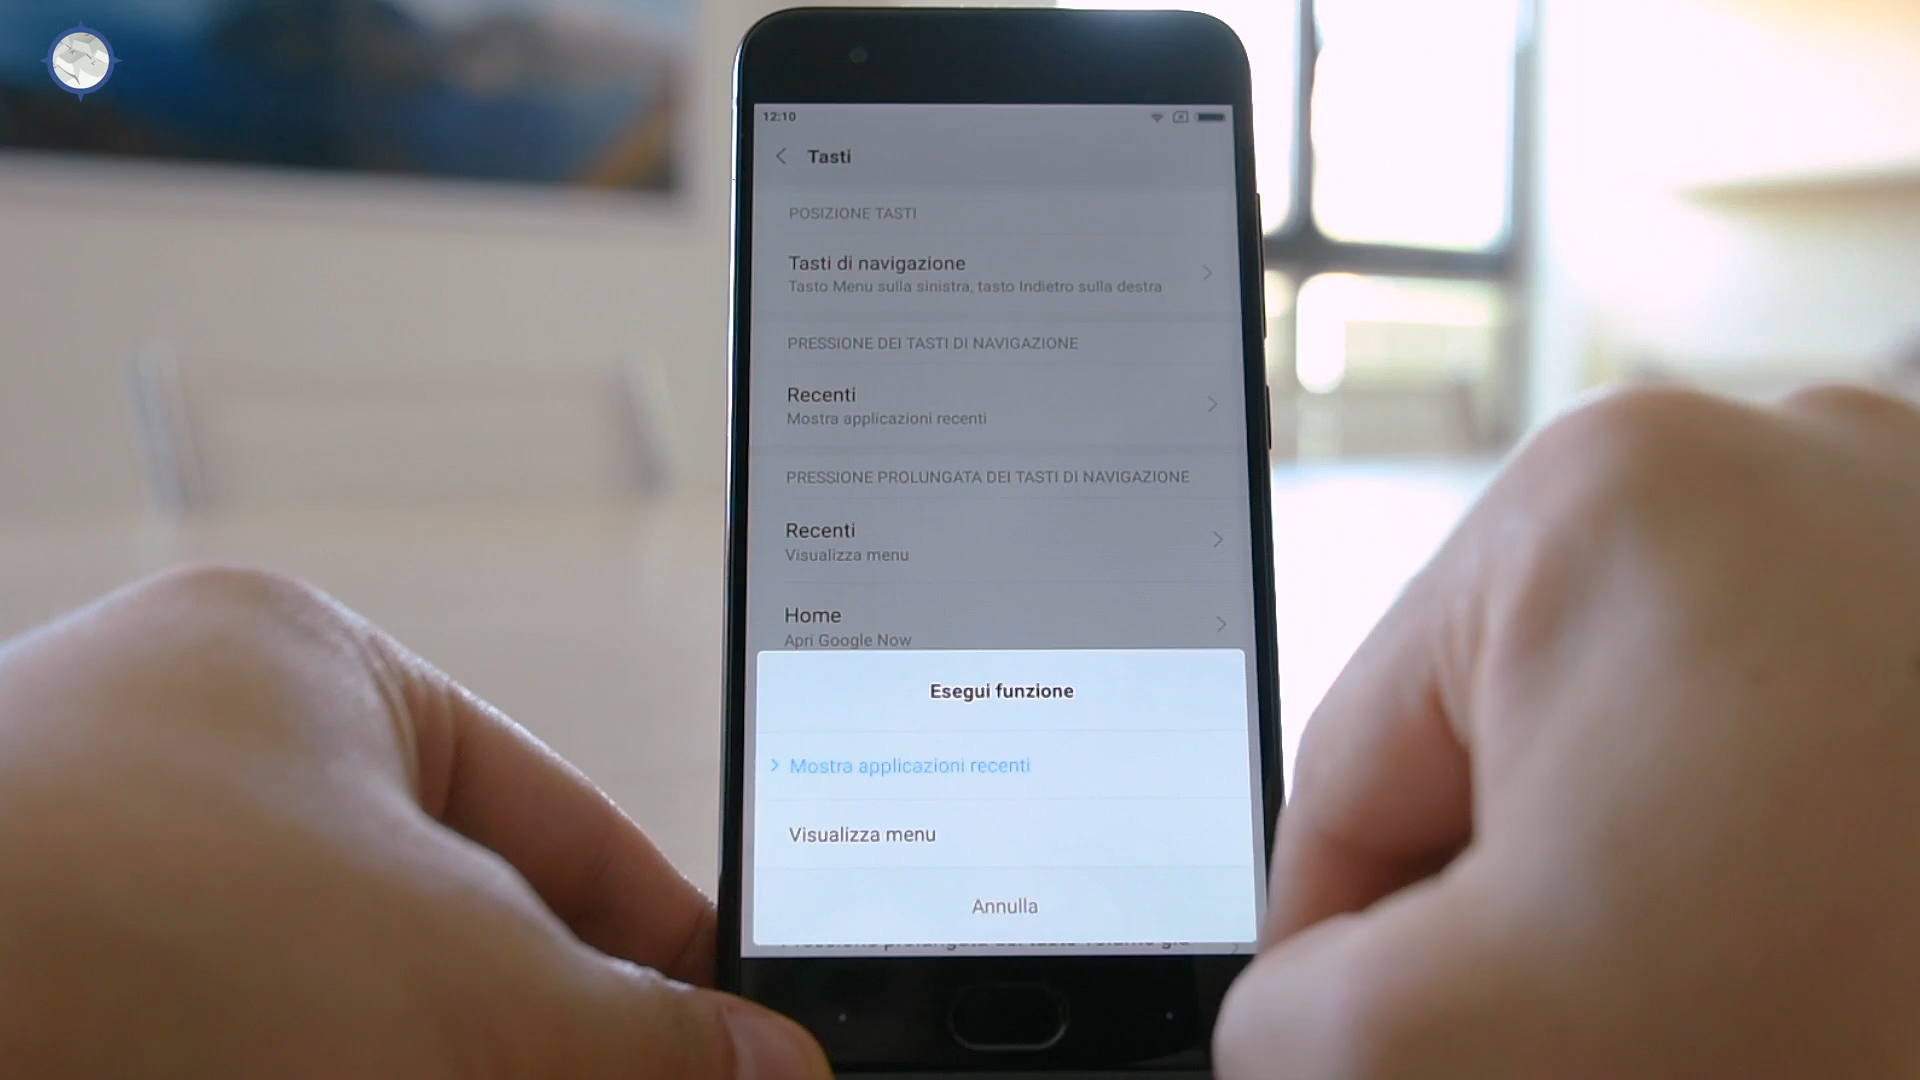 12:10
Tasti
POSIZIONE TASTI
Tasti di navigazione
Tasto Menu sulla sinistra, tasto Indietro sulla destra
PRESSIONE DEI TASTI DI NAVIGAZIONE
Recenti
Mostra applicazioni recenti
PRESSIONE PROLUNGATA DEI TASTI DI NAVIGAZIONE
Recenti
Visualizza menu
Home
Apri Google Now
Esegui funzione
Mostra applicazioni recenti
Visualizza menu
Annulla